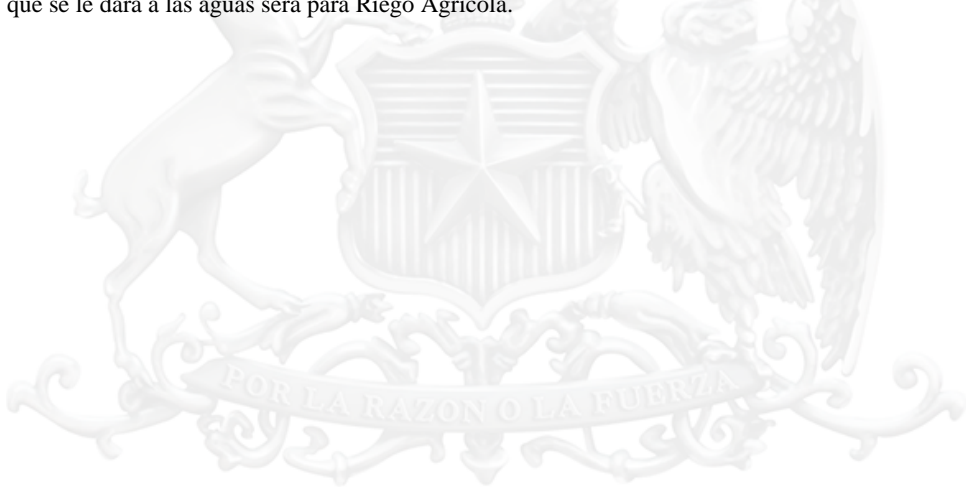 que se le dará a las aguas será para Riego Agrícola.
POR LA RAZON O LA FUERZA